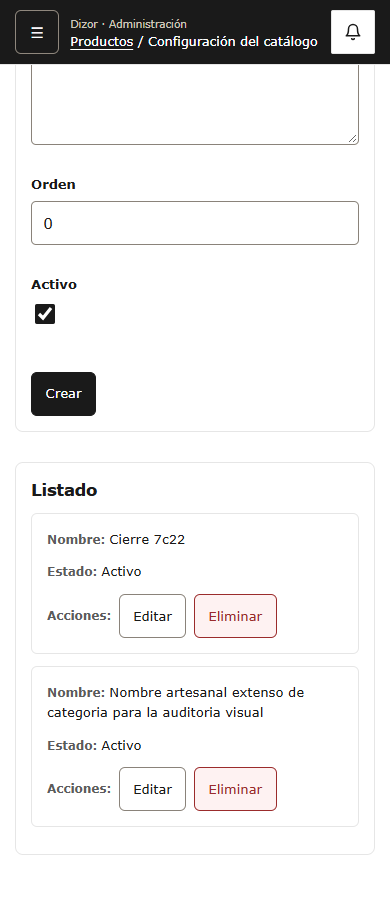 ☰
Dizor · Administración
Productos / Configuración del catálogo
Orden
0
Activo
Crear
Listado
Nombre: Cierre 7c22
Estado: Activo
Acciones: Editar Eliminar
Nombre: Nombre artesanal extenso de
categoria para la auditoria visual
Estado: Activo
Acciones: Editar Eliminar